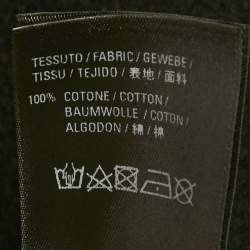 TESSUTO / FABRIC / GEWEBE /
TISSU / TEJIDO / 表地 / 面料
100% COTONE / COTTON /
BAUMWOLLE / COTON /
ALGODON / 綿 / 棉